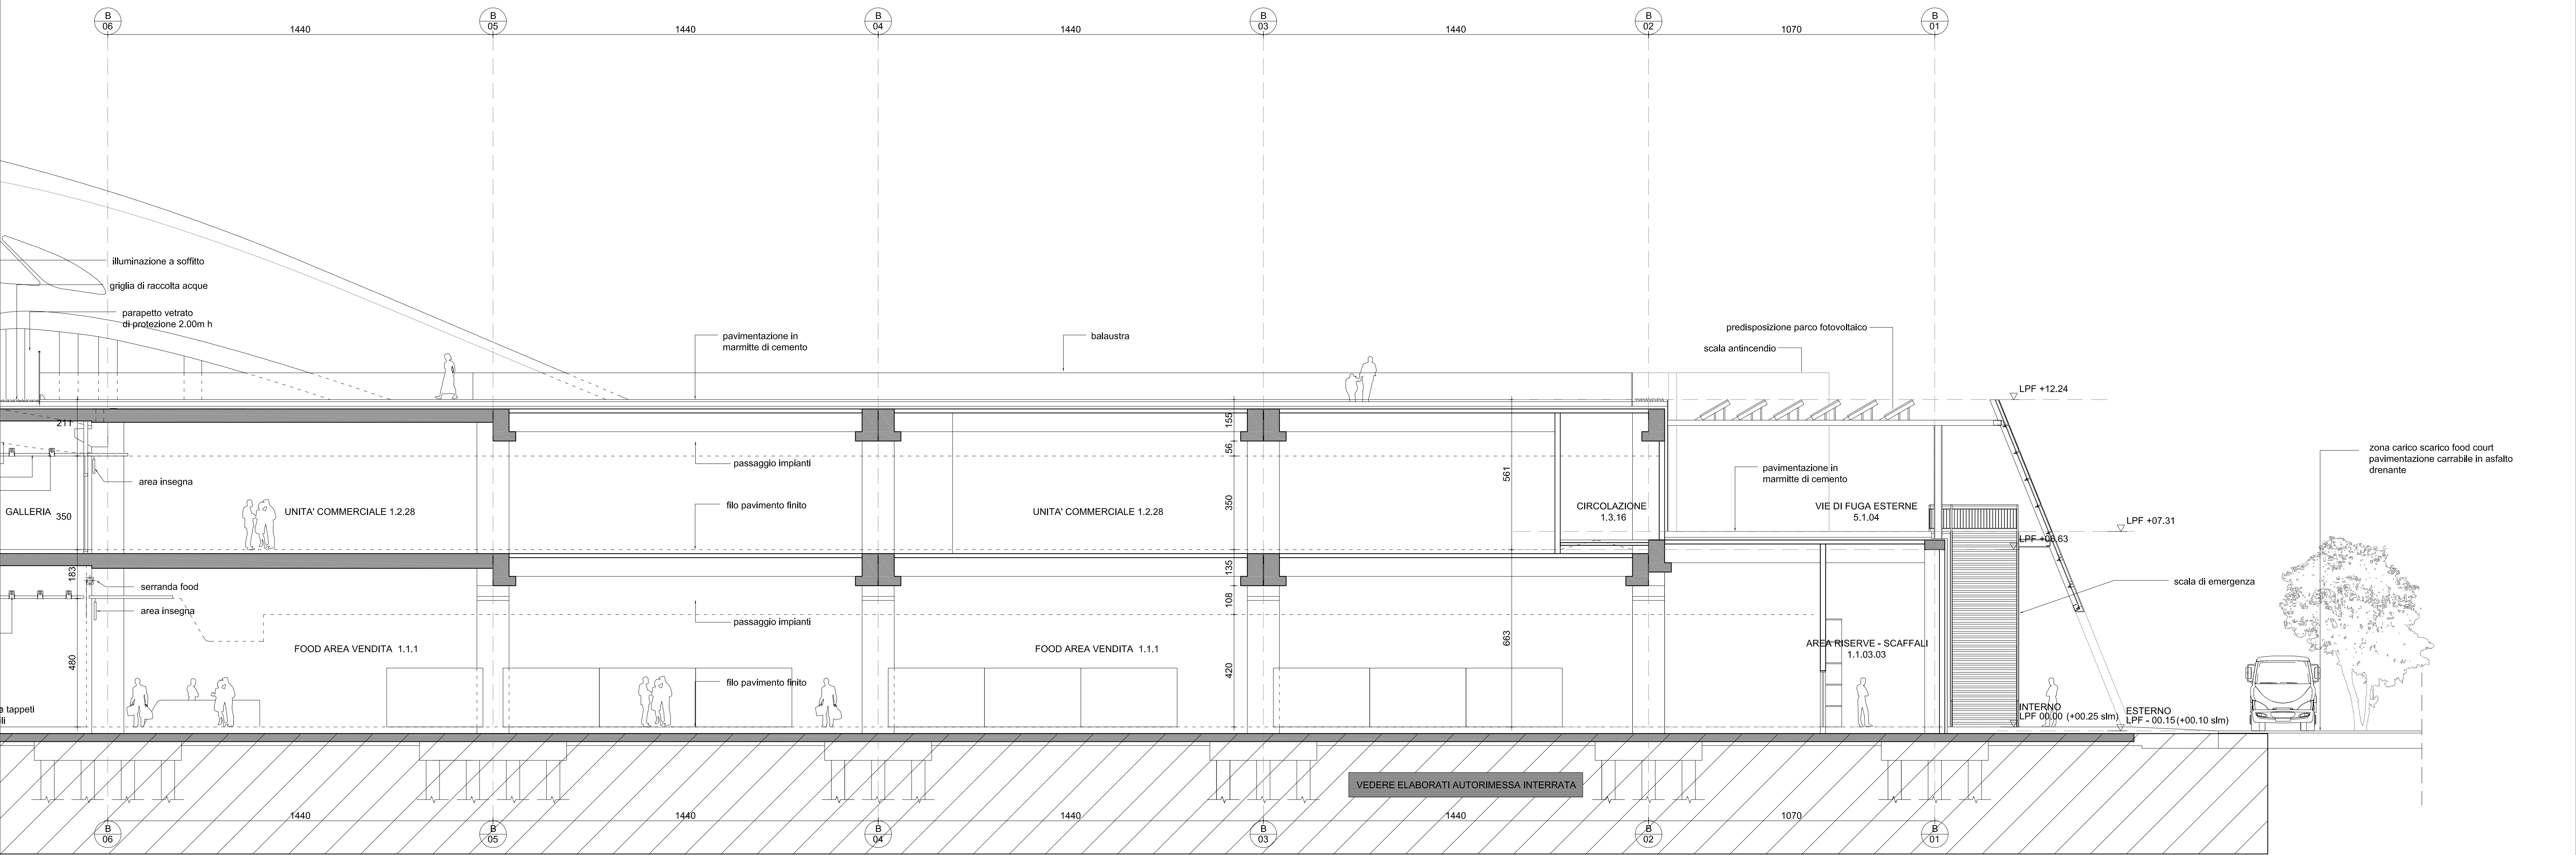 B
06
B
05
B
04
B
03
B
02
B
01
1440
1440
1440
1440
1070
illuminazione a soffitto
griglia di raccolta acque
parapetto vetrato
di protezione 2.00m h
pavimentazione in
marmitte di cemento
balaustra
predisposizione parco fotovoltaico
scala antincendio
LPF +12.24
211
155
56
passaggio impianti
561
zona carico scarico food court
pavimentazione carrabile in asfalto
drenante
pavimentazione in
marmitte di cemento
area insegna
GALLERIA
350
UNITA' COMMERCIALE 1.2.28
filo pavimento finito
UNITA' COMMERCIALE 1.2.28
350
CIRCOLAZIONE
1.3.16
VIE DI FUGA ESTERNE
5.1.04
LPF +07.31
LPF +06.63
183
135
serranda food
scala di emergenza
108
area insegna
passaggio impianti
663
480
FOOD AREA VENDITA 1.1.1
FOOD AREA VENDITA 1.1.1
420
AREA RISERVE - SCAFFALI
1.1.03.03
filo pavimento finito
e tappeti
li
INTERNO
LPF 00.00 (+00.25 slm)
ESTERNO
LPF - 00.15 (+00.10 slm)
VEDERE ELABORATI AUTORIMESSA INTERRATA
1440
1440
1440
1440
1070
B
06
B
05
B
04
B
03
B
02
B
01